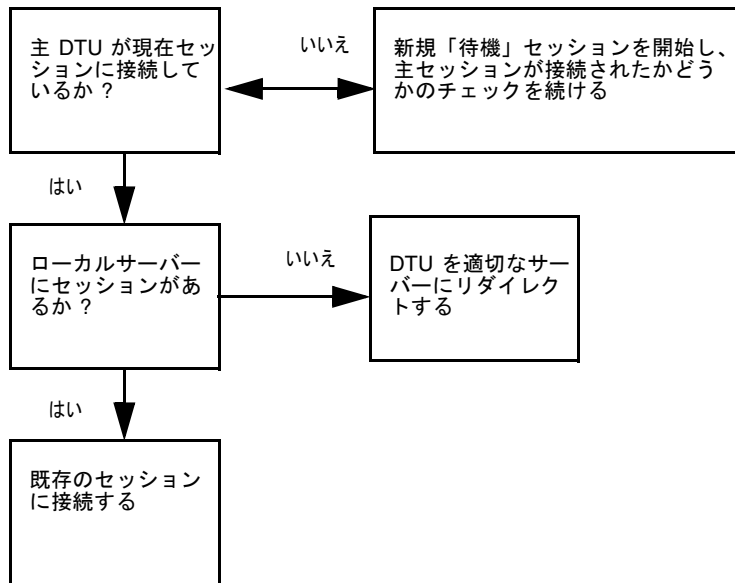 主 DTU が現在セッ
ションに接続して
いるか ?
いいえ
新規「待機」セッションを開始し、
主セッションが接続されたかどう
かのチェックを続ける
はい
ローカルサーバー
にセッションがあ
るか ?
いいえ
DTU を適切なサー
バーにリダイレク
トする
はい
既存のセッション
に接続する